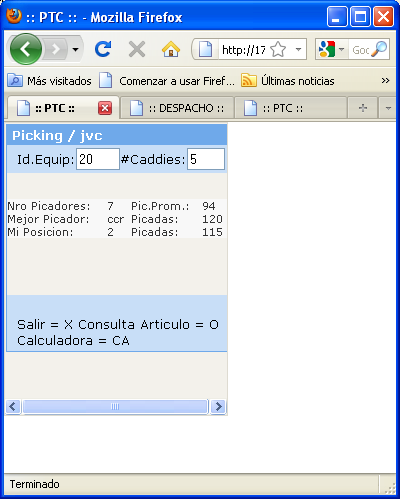 :: PTC :: - Mozilla Firefox
http://17
Goo
Más visitados Comenzar a usar Firef... Últimas noticias »
:: PTC :: :: DESPACHO :: :: PTC ::
Picking / jvc
Id.Equip: 20 #Caddies: 5
Nro Picadores: 7 Pic.Prom.: 94
Mejor Picador: ccr Picadas: 120
Mi Posicion: 2 Picadas: 115
Salir = X Consulta Articulo = O
Calculadora = CA
Terminado